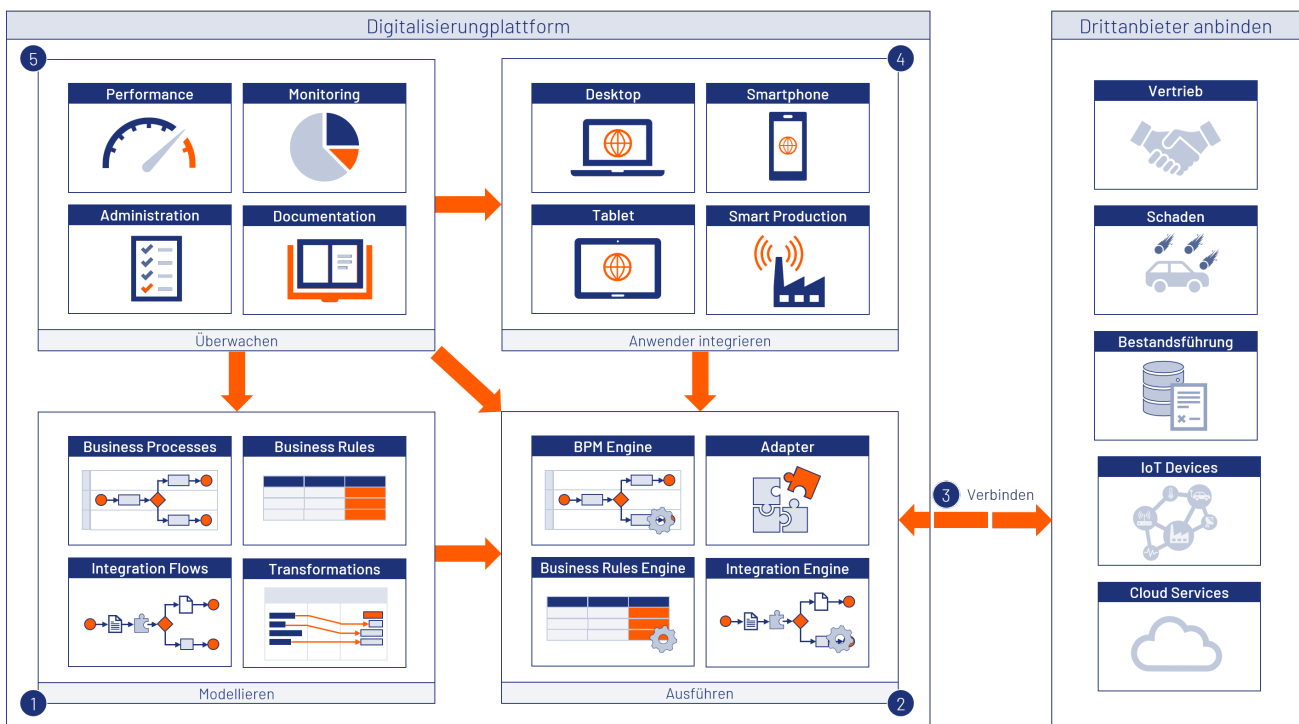 Digitalisierungplattform
5
Performance
Monitoring
Administration
Documentation
Überwachen
4
Desktop
Smartphone
Tablet
Smart Production
Anwender integrieren
Business Processes
Business Rules
Integration Flows
Transformations
Modellieren
1
BPM Engine
Adapter
Business Rules Engine
Integration Engine
Ausführen
2
3 Verbinden
Drittanbieter anbinden
Vertrieb
Schaden
Bestandsführung
IoT Devices
Cloud Services